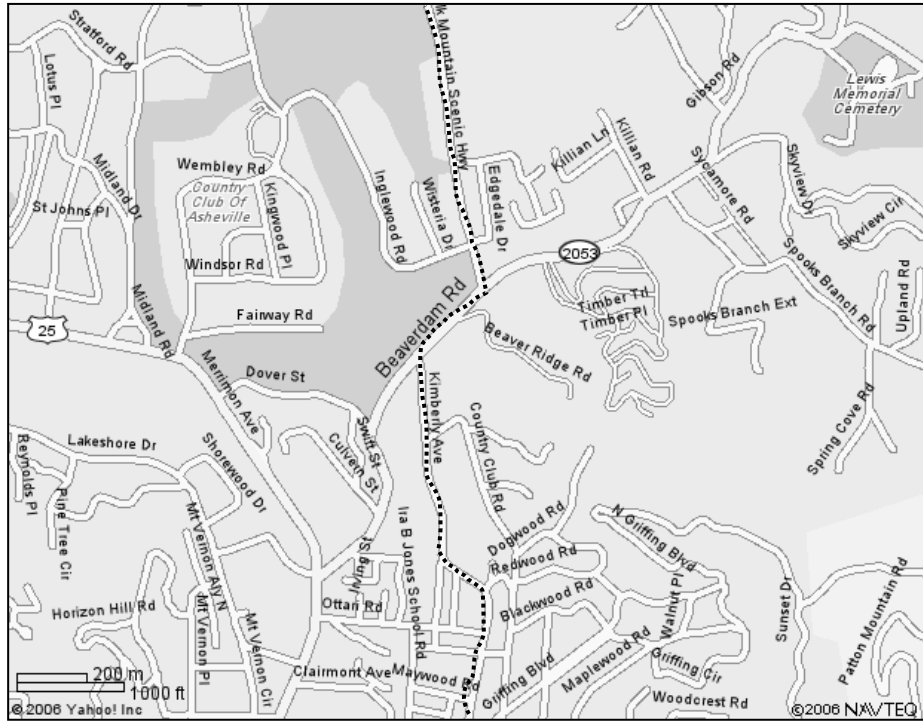 Stratford Rd
lk Mountain Scenic Hwy
Gibson Rd
Lewis
Memorial
Cemetery
Lotus Pl
Killian Ln
Killian Rd
Midland Dr
Wembley Rd
Country
Club Of
Asheville
Kingwood Pl
Inglewood Rd
Wisteria Dr
Edgedale Dr
Sycamore Rd
Skyview Dr
Skyview Cir
St Johns Pl
Windsor Rd
2053
Spooks Branch Rd
Upland Rd
Midland Rd
25
Fairway Rd
Beaverdam Rd
Timber Trl
Timber Pl
Spooks Branch Ext
Beaver Ridge Rd
Merrimon Ave
Dover St
Kimberly Ave
Country Club Rd
Spring Cove Rd
Lakeshore Dr
Shorewood Dr
Swift St
Culvern St
Reynolds Pl
Pine Tree Cir
Mt Vernon Aly N
Ira B Jones School Rd
Dogwood Rd
N Griffing Blvd
Irving St
Redwood Rd
Horizon Hill Rd
Mt Vernon Pl
Mt Vernon Cir
Ottari Rd
Blackwood Rd
Walnut Pl
Sunset Dr
Patton Mountain Rd
Clairmont Ave
Maywood Rd
Griffing Blvd
Maplewood Rd
Griffing Cir
Woodcrest Rd
200 m
1000 ft
©2006 Yahoo! Inc
©2006 NAVTEQ